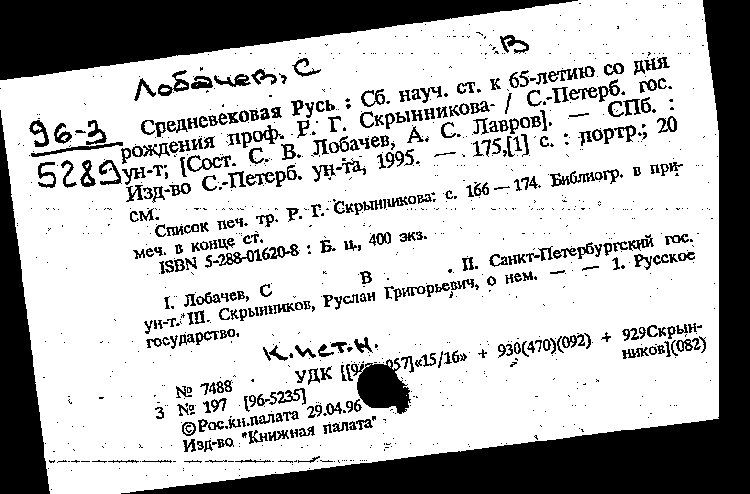 Лобачев, С В
96-3
5289
Средневековая Русь : Сб. науч. ст. к 65-летию со дня
рождения проф. Р. Г. Скрынникова / С.-Петерб. гос.
ун-т; [Сост. С. В. Лобачев, А. С. Лавров]. — СПб. :
Изд-во С.-Петерб. ун-та, 1995. — 175,[1] с. : портр.; 20
см.
Список печ. тр. Р. Г. Скрынникова: с. 166 — 174. Библиогр. в при-
меч. в конце ст.
ISBN 5-288-01620-8 : Б. ц., 400 экз.
I. Лобачев, С В . II. Санкт-Петербургский гос.
ун-т. III. Скрынников, Руслан Григорьевич, о нем. — — 1. Русское
государство.
К.ист.н.
УДК 957]«15/16» + 930(470)(092) + 929Скрын-
ников](082)
№ 7488
3 № 197 [96-5235]
© Рос.кн.палата 29.04.96
Изд-во "Книжная палата"